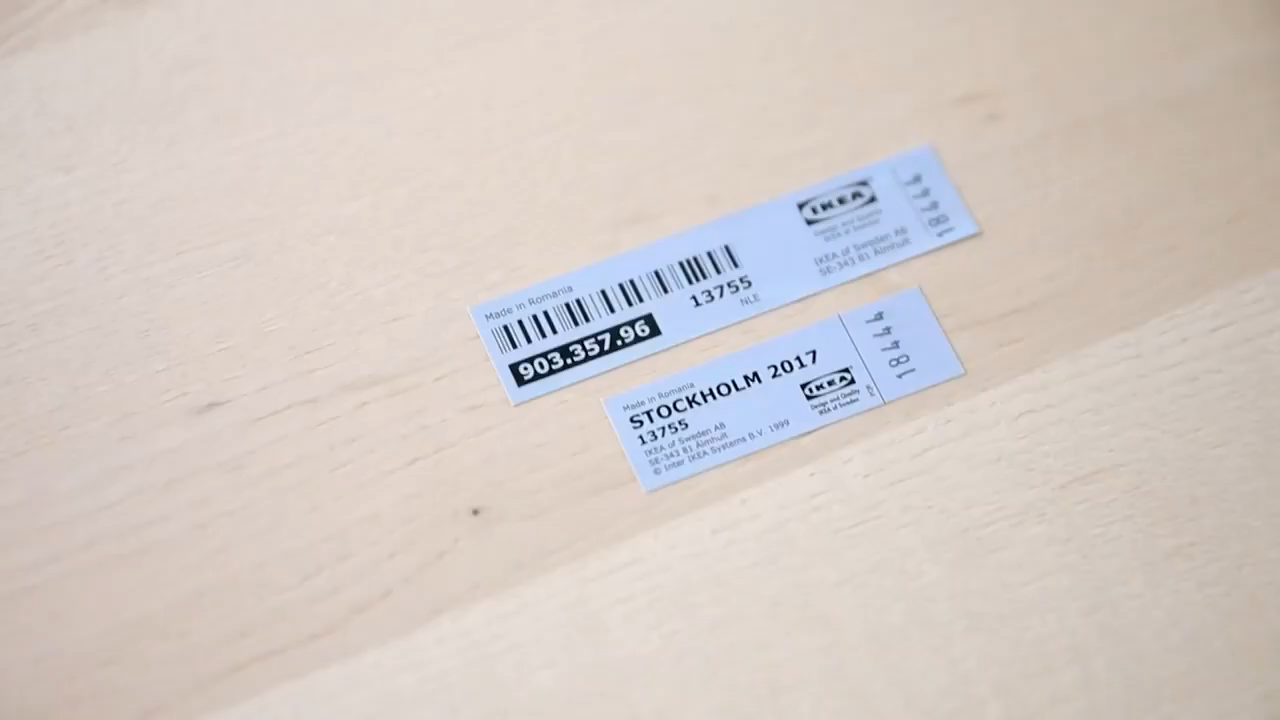 Made in Romania
903.357.96
13755
NLE
IKEA
Design and Quality
IKEA of Sweden
IKEA of Sweden AB
SE-343 81 Älmhult
Made in Romania
STOCKHOLM 2017
13755
IKEA of Sweden AB
SE-343 81 Älmhult
© Inter IKEA Systems B.V. 1999
IKEA
Design and Quality
IKEA of Sweden